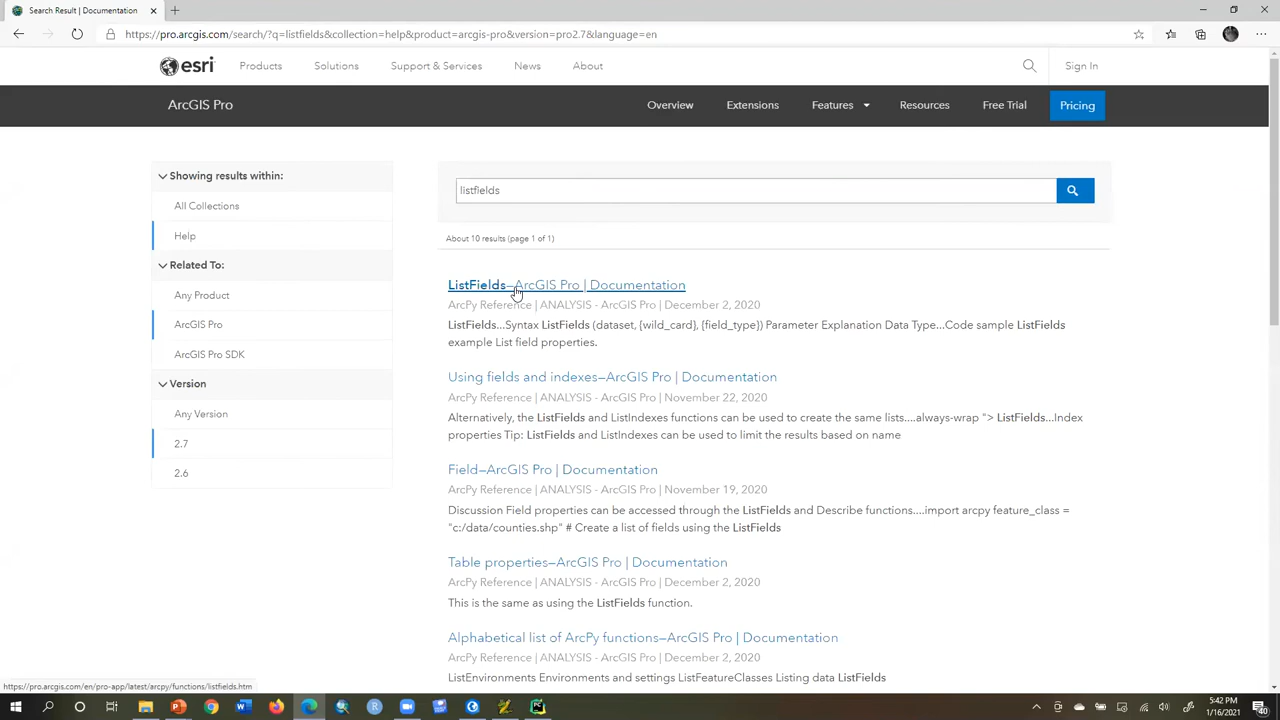 Search Result | Documentation
https://pro.arcgis.com/search/?q=listfields&collection=help&product=arcgis-pro&version=pro2.7&language=en
esri
Products
Solutions
Support & Services
News
About
Sign In
ArcGIS Pro
Overview
Extensions
Features
Resources
Free Trial
Pricing
Showing results within:
All Collections
Help
Related To:
Any Product
ArcGIS Pro
ArcGIS Pro SDK
Version
Any Version
2.7
2.6
listfields
About 10 results (page 1 of 1)
ListFields—ArcGIS Pro | Documentation
ArcPy Reference | ANALYSIS - ArcGIS Pro | December 2, 2020
ListFields...Syntax ListFields (dataset, {wild_card}, {field_type}) Parameter Explanation Data Type...Code sample ListFields
example List field properties.
Using fields and indexes—ArcGIS Pro | Documentation
ArcPy Reference | ANALYSIS - ArcGIS Pro | November 22, 2020
Alternatively, the ListFields and ListIndexes functions can be used to create the same lists....always-wrap "> ListFields...Index
properties Tip: ListFields and ListIndexes can be used to limit the results based on name
Field—ArcGIS Pro | Documentation
ArcPy Reference | ANALYSIS - ArcGIS Pro | November 19, 2020
Discussion Field properties can be accessed through the ListFields and Describe functions....import arcpy feature_class =
"c:/data/counties.shp" # Create a list of fields using the ListFields
Table properties—ArcGIS Pro | Documentation
ArcPy Reference | ANALYSIS - ArcGIS Pro | December 2, 2020
This is the same as using the ListFields function.
Alphabetical list of ArcPy functions—ArcGIS Pro | Documentation
ArcPy Reference | ANALYSIS - ArcGIS Pro | December 2, 2020
ListEnvironments Environments and settings ListFeatureClasses Listing data ListFields
https://pro.arcgis.com/en/pro-app/latest/arcpy/functions/listfields.htm
5:42 PM
1/16/2021
40